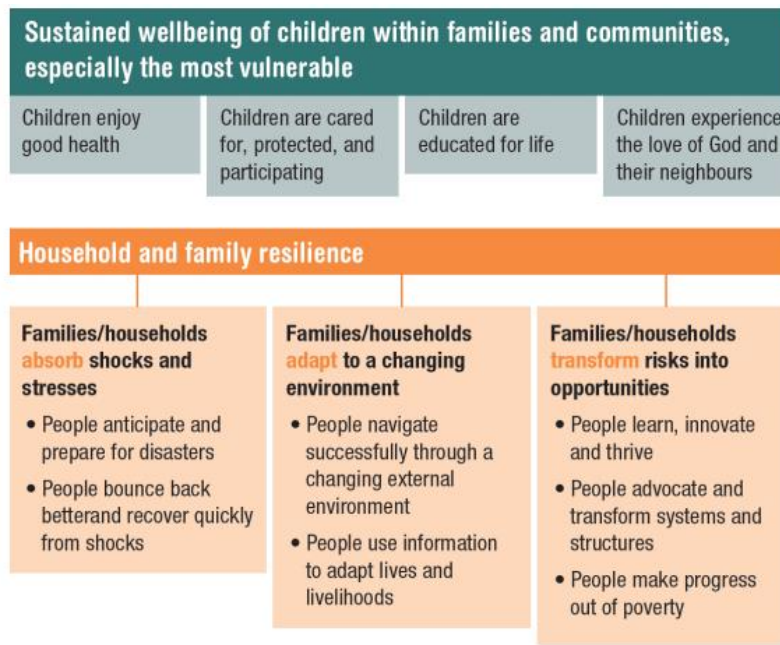 Sustained wellbeing of children within families and communities,
especially the most vulnerable
Children enjoy
good health
Children are cared
for, protected, and
participating
Children are
educated for life
Children experience
the love of God and
their neighbours
Household and family resilience
Families/households
absorb shocks and
stresses
• People anticipate and
prepare for disasters
• People bounce back
betterand recover quickly
from shocks
Families/households
adapt to a changing
environment
• People navigate
successfully through a
changing external
environment
• People use information
to adapt lives and
livelihoods
Families/households
transform risks into
opportunities
• People learn, innovate
and thrive
• People advocate and
transform systems and
structures
• People make progress
out of poverty